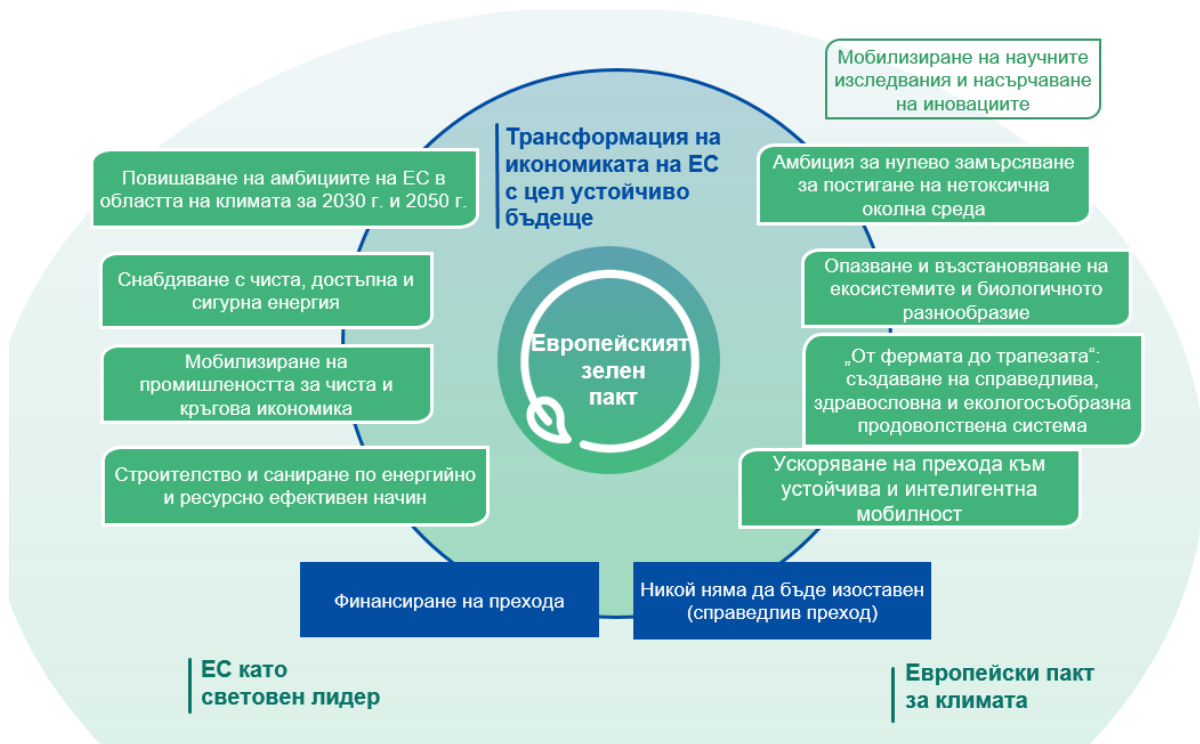 Мобилизиране на научните
изследвания и насърчаване
на иновациите
Трансформация на
икономиката на ЕС
с цел устойчиво
бъдеще
Повишаване на амбициите на ЕС в
областта на климата за 2030 г. и 2050 г.
Снабдяване с чиста, достъпна и
сигурна енергия
Мобилизиране на
промишлеността за чиста и
кръгова икономика
Строителство и саниране по енергийно
и ресурсно ефективен начин
Европейският
зелен
пакт
Амбиция за нулево замърсяване
за постигане на нетоксична
околна среда
Опазване и възстановяване на
екосистемите и биологичното
разнообразие
„От фермата до трапезата“:
създаване на справедлива,
здравословна и екологосъобразна
продоволствена система
Ускоряване на прехода към
устойчива и интелигентна
мобилност
Финансиране на прехода
Никой няма да бъде изоставен
(справедлив преход)
ЕС като
световен лидер
Европейски пакт
за климата